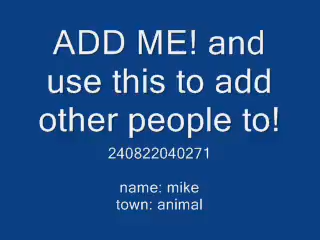 ADD ME! and
use this to add
other people to!
240822040271
name: mike
town: animal